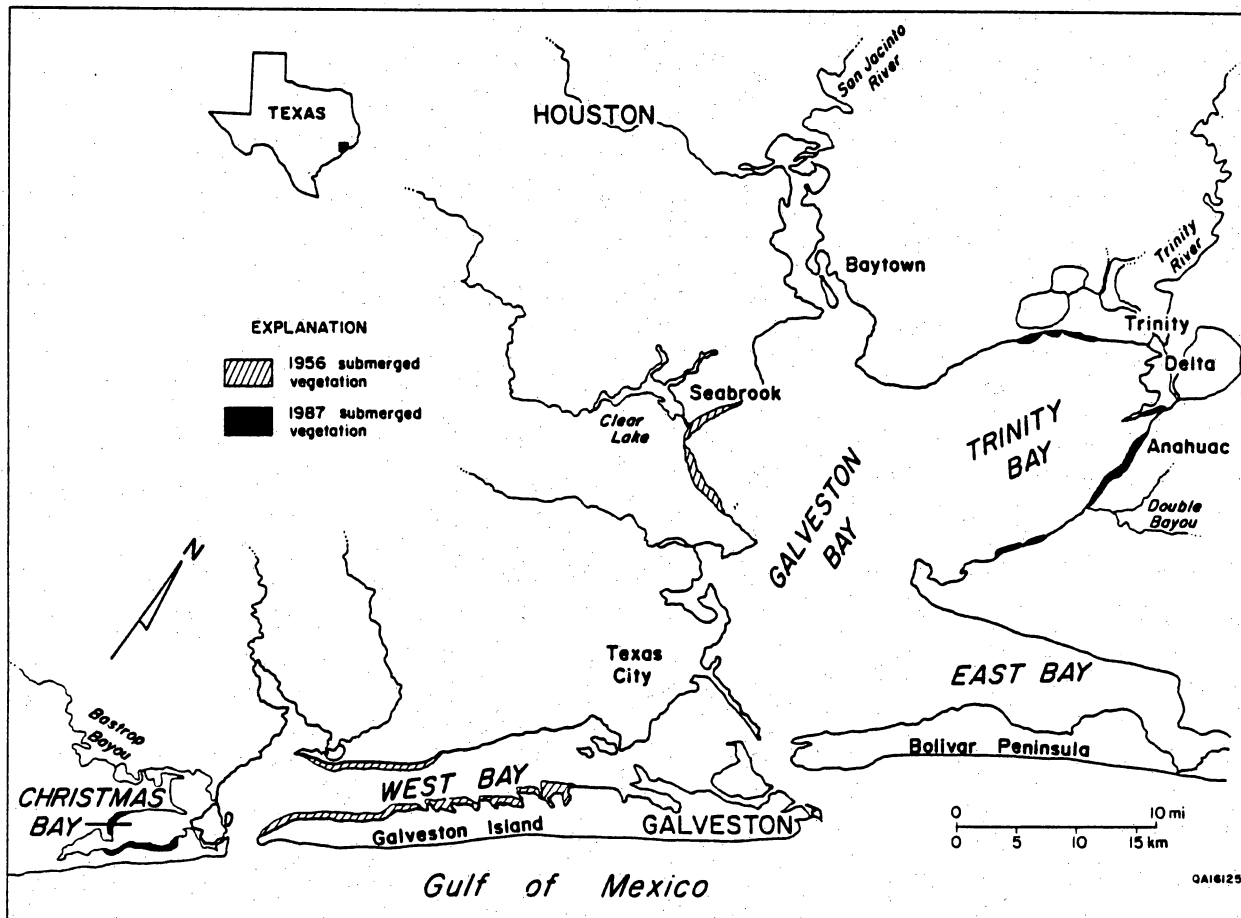 TEXAS
HOUSTON
San Jacinto
River
Baytown
Trinity
River
Trinity
Delta
EXPLANATION
1956 submerged
vegetation
1987 submerged
vegetation
Seabrook
Clear
Lake
TRINITY
BAY
Anahuac
Double
Bayou
GALVESTON
BAY
N
Texas
City
EAST BAY
Bastrop
Bayou
Bolivar Peninsula
WEST BAY
CHRISTMAS
BAY
Galveston Island
GALVESTON
0 10 mi
0 5 10 15 km
Gulf of Mexico
QA16125